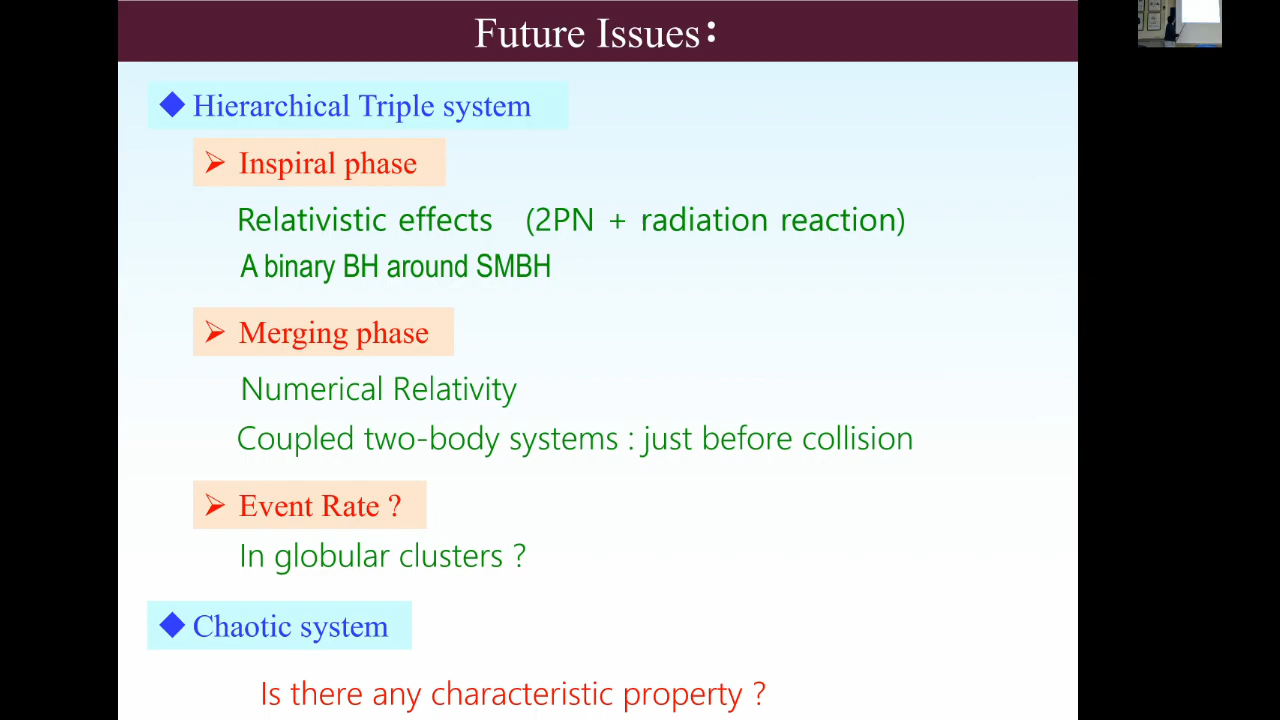 Future Issues:
Hierarchical Triple system
Inspiral phase
Relativistic effects (2PN + radiation reaction)
A binary BH around SMBH
Merging phase
Numerical Relativity
Coupled two-body systems : just before collision
Event Rate ?
In globular clusters ?
Chaotic system
Is there any characteristic property ?